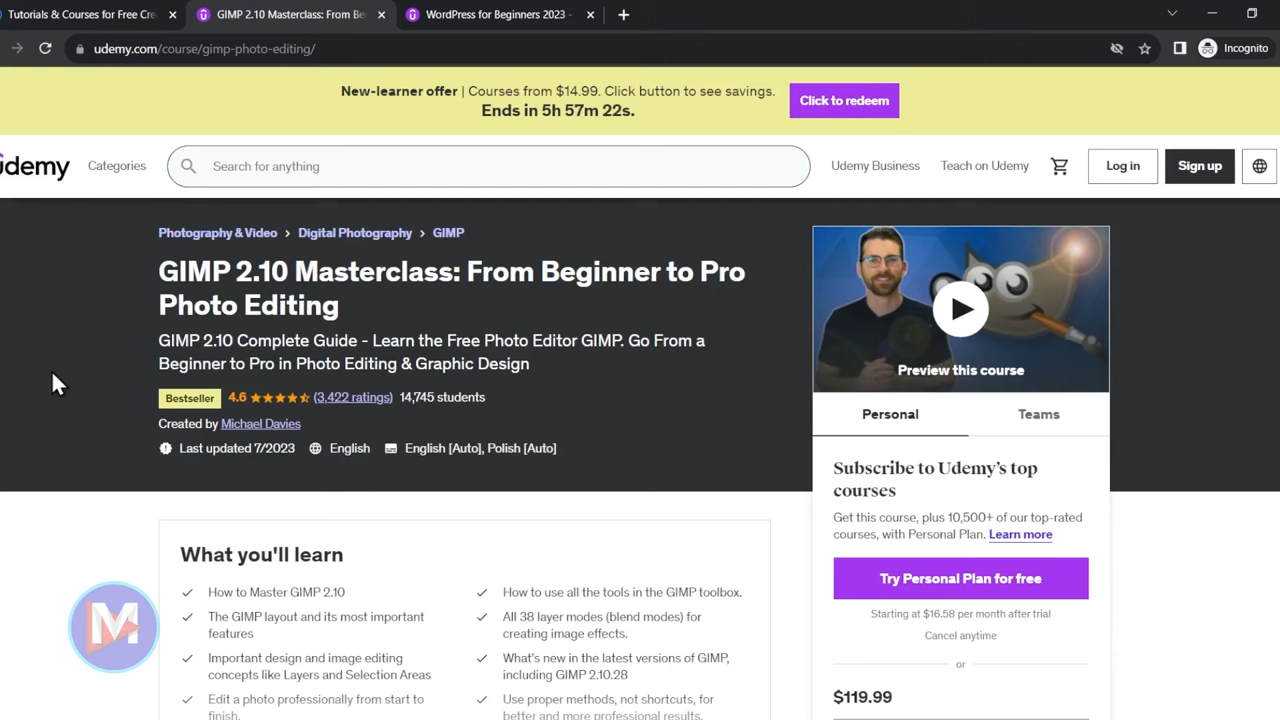 Tutorials & Courses for Free Cre
GIMP 2.10 Masterclass: From Be
WordPress for Beginners 2023 -
udemy.com/course/gimp-photo-editing/
Incognito
New-learner offer | Courses from $14.99. Click button to see savings.
Ends in 5h 57m 22s.
Click to redeem
udemy
Categories
Search for anything
Udemy Business
Teach on Udemy
Log in
Sign up
Photography & Video > Digital Photography > GIMP
GIMP 2.10 Masterclass: From Beginner to Pro
Photo Editing
GIMP 2.10 Complete Guide - Learn the Free Photo Editor GIMP. Go From a
Beginner to Pro in Photo Editing & Graphic Design
Bestseller 4.6 (3,422 ratings) 14,745 students
Created by Michael Davies
Last updated 7/2023 English English [Auto], Polish [Auto]
Preview this course
Personal
Teams
Subscribe to Udemy's top
courses
Get this course, plus 10,500+ of our top-rated
courses, with Personal Plan. Learn more
Try Personal Plan for free
Starting at $16.58 per month after trial
Cancel anytime
or
$119.99
What you'll learn
How to Master GIMP 2.10
The GIMP layout and its most important
features
Important design and image editing
concepts like Layers and Selection Areas
Edit a photo professionally from start to
finish.
How to use all the tools in the GIMP toolbox.
All 38 layer modes (blend modes) for
creating image effects.
What's new in the latest versions of GIMP,
including GIMP 2.10.28
Use proper methods, not shortcuts, for
better and more professional results.
M